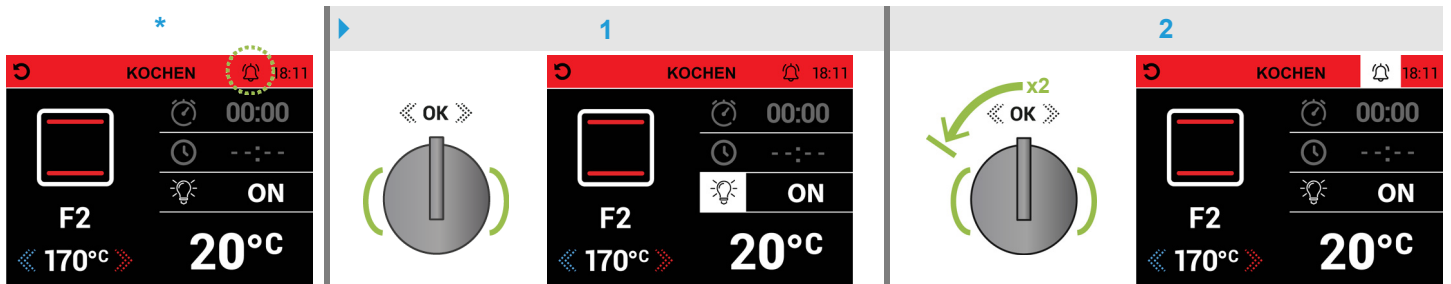 *
1
2
KOCHEN 18:11
00:00
--:--
ON
F2
170°C
20°C
OK
KOCHEN 18:11
00:00
--:--
ON
F2
170°C
20°C
x2
OK
KOCHEN 18:11
00:00
--:--
ON
F2
170°C
20°C